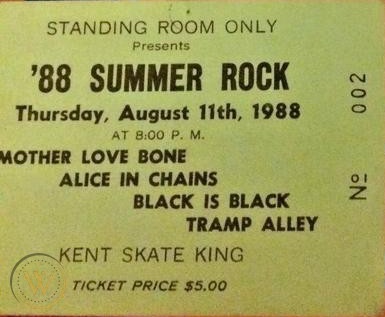 STANDING ROOM ONLY
Presents
'88 SUMMER ROCK
Thursday, August 11th, 1988
AT 8:00 P. M.
MOTHER LOVE BONE
ALICE IN CHAINS
BLACK IS BLACK
TRAMP ALLEY
KENT SKATE KING
TICKET PRICE $5.00
Nº 002